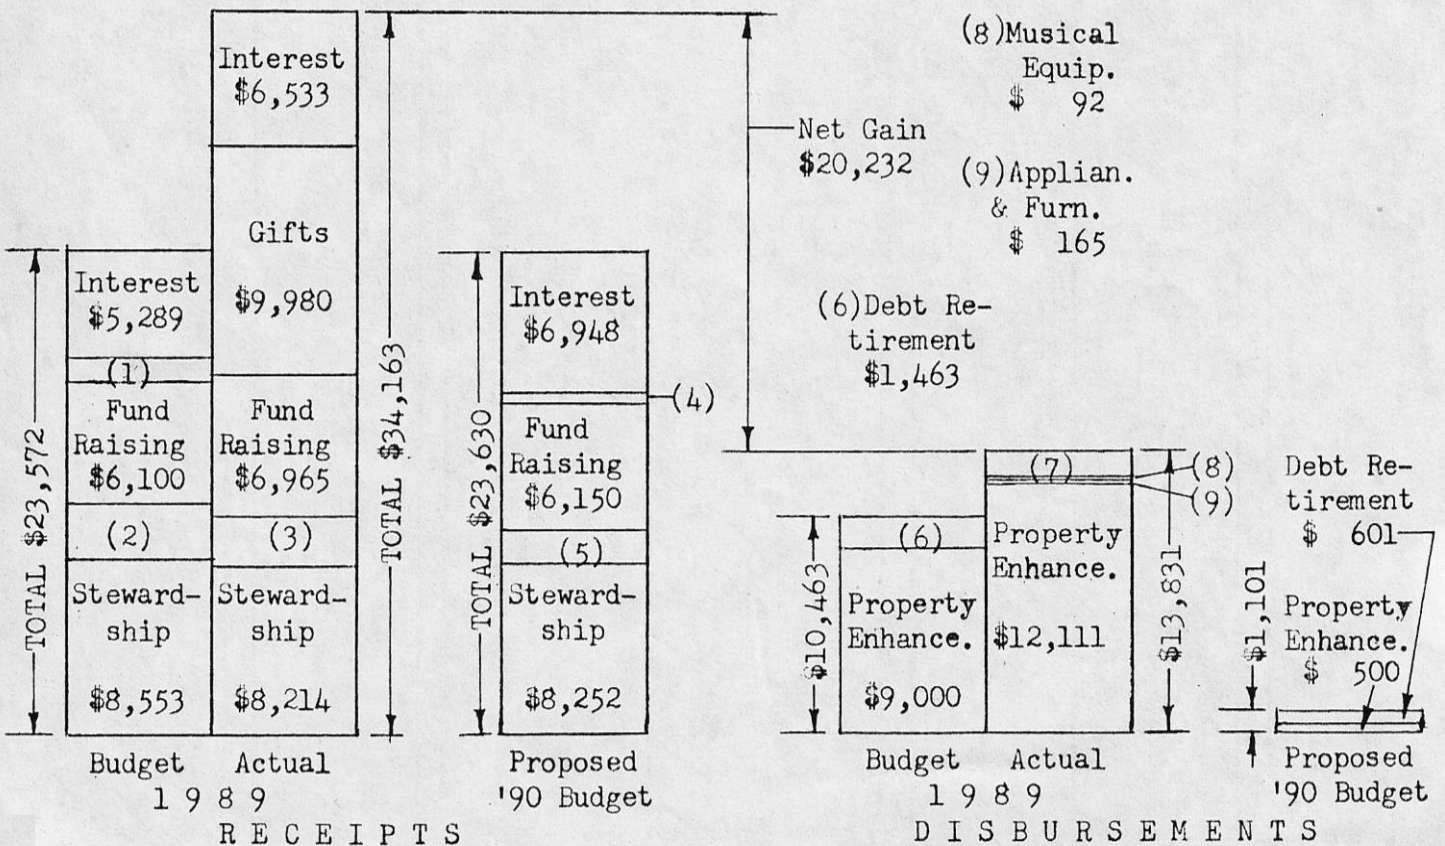 Interest
$6,533
Gifts
$9,980
Fund
Raising
$6,965
(3)
Steward-
ship
$8,214
Interest
$5,289
(1)
Fund
Raising
$6,100
(2)
Steward-
ship
$8,553
TOTAL $23,572
TOTAL $34,163
Budget Actual
1 9 8 9
TOTAL $23,630
Interest
$6,948
(4)
Fund
Raising
$6,150
(5)
Steward-
ship
$8,252
Proposed
'90 Budget
RECEIPTS
Net Gain
$20,232
(8)Musical
Equip.
$ 92
(9)Applian.
& Furn.
$ 165
(6)Debt Re-
tirement
$1,463
$10,463
(6)
Property
Enhance.
$9,000
(7)
(8)
(9)
Property
Enhance.
$12,111
$13,831
Budget Actual
1 9 8 9
$1,101
Debt Re-
tirement
$ 601
Property
Enhance.
$ 500
Proposed
'90 Budget
DISBURSEMENTS